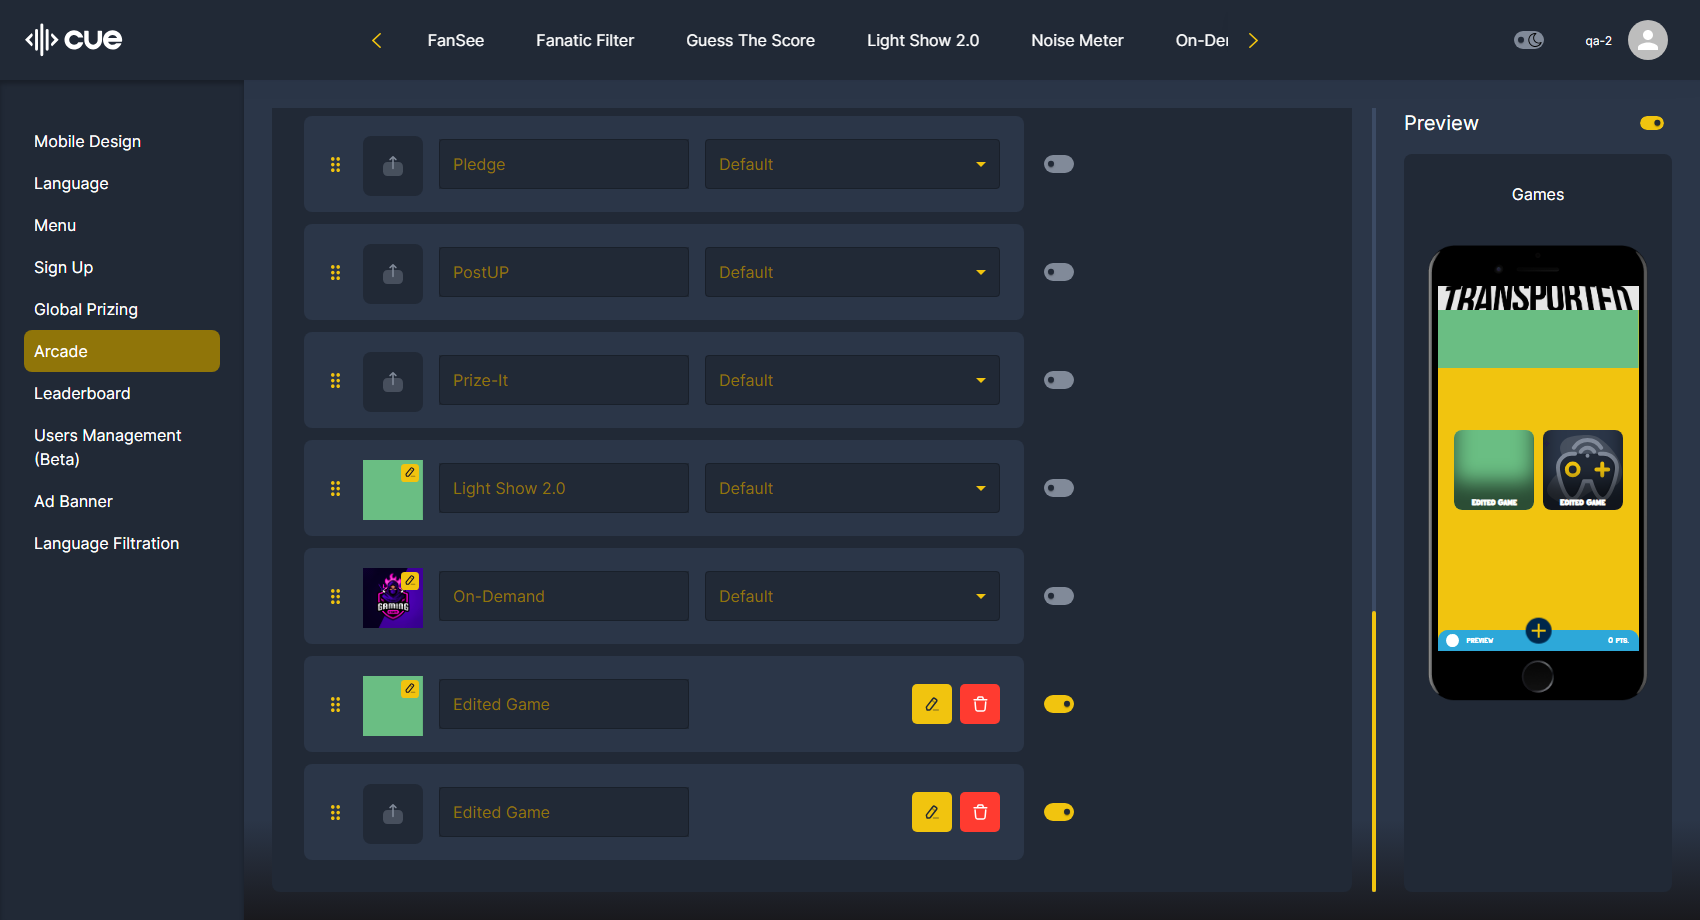 cue
FanSee
Fanatic Filter
Guess The Score
Light Show 2.0
Noise Meter
On-Der
qa-2
Mobile Design
Language
Menu
Sign Up
Global Prizing
Arcade
Leaderboard
Users Management
(Beta)
Ad Banner
Language Filtration
Pledge
Default
PostUP
Default
Prize-It
Default
Light Show 2.0
Default
GAMING
On-Demand
Default
Edited Game
Edited Game
Preview
Games
TRANSPORTED
Edited Game
Edited Game
PREVIEW
0 PTS.